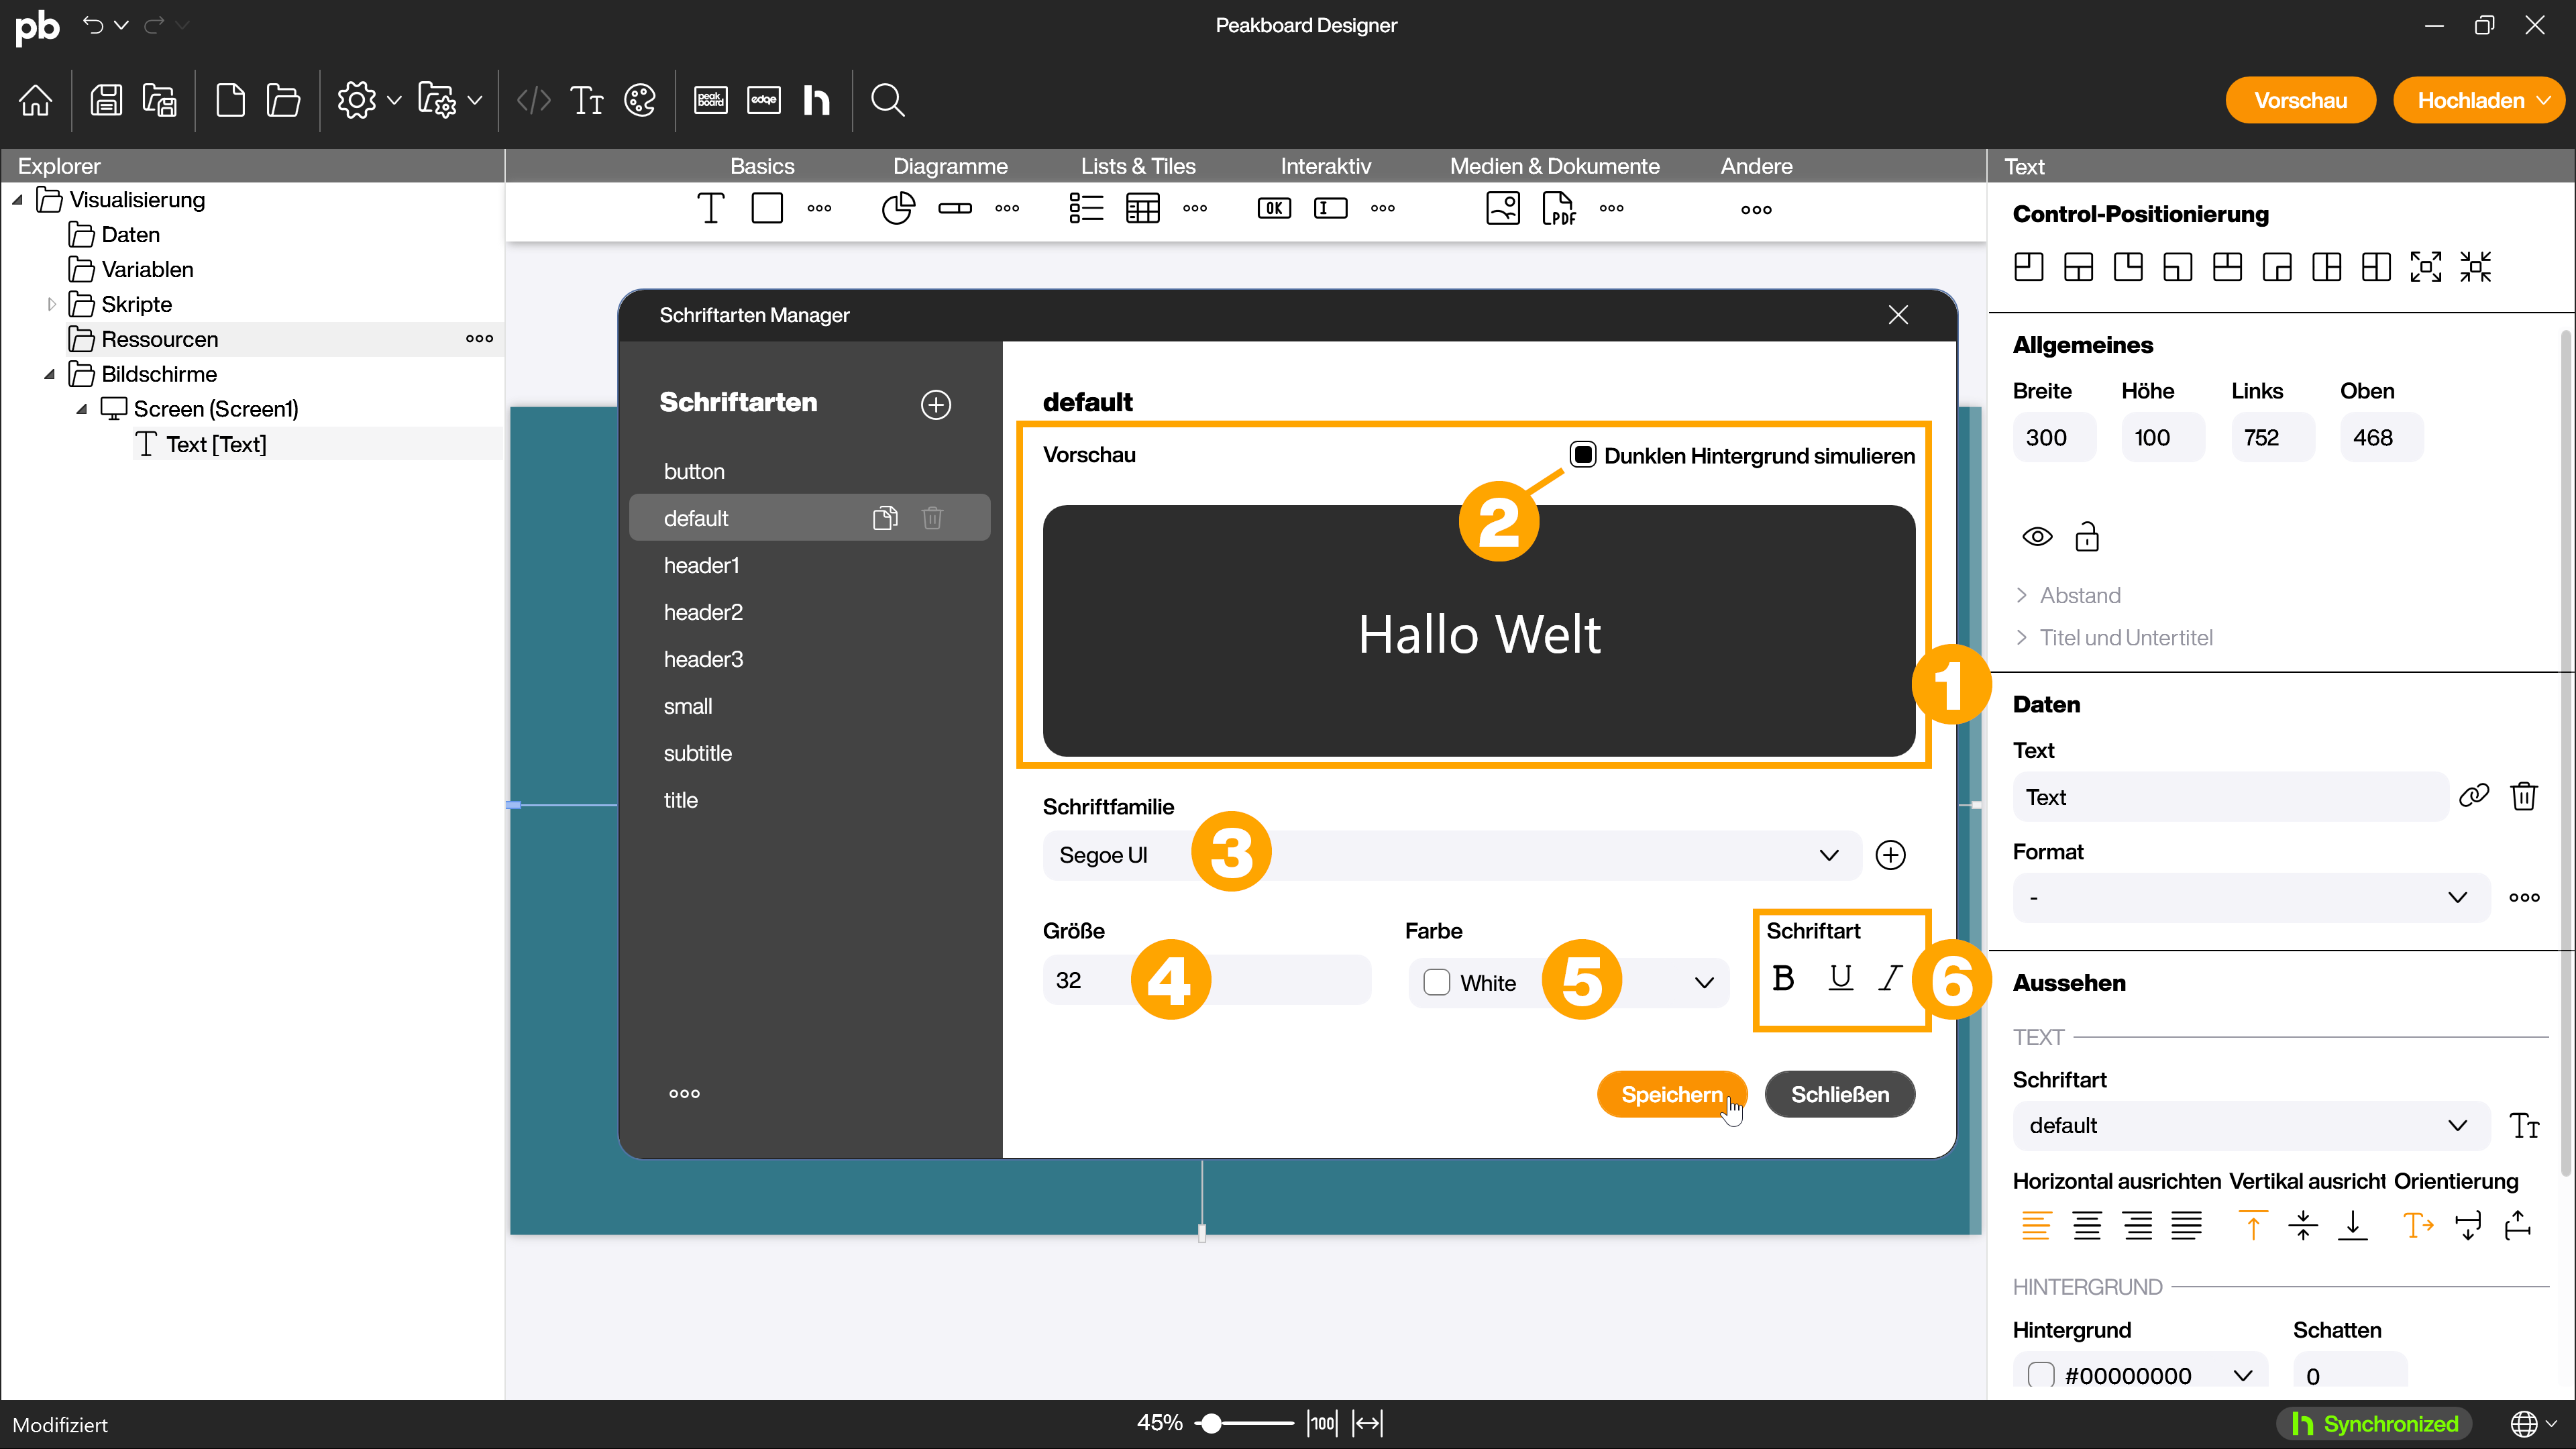 pb
Peakboard Designer
peak
board
edge
Vorschau
Hochladen
Explorer
Basics
Diagramme
Lists & Tiles
Interaktiv
Medien & Dokumente
Andere
Text
Visualisierung
Daten
Variablen
Skripte
Ressourcen
Bildschirme
Screen (Screen1)
Text [Text]
OK
PDF
Schriftarten Manager
Schriftarten
button
default
header1
header2
header3
small
subtitle
title
default
Vorschau
Dunklen Hintergrund simulieren
2
Hallo Welt
1
Schriftfamilie
Segoe UI
3
Größe
Farbe
Schriftart
32
4
White
5
B U I
6
Speichern
Schließen
Control-Positionierung
Allgemeines
Breite Höhe Links Oben
300 100 752 468
Abstand
Titel und Untertitel
Daten
Text
Text
Format
-
Aussehen
TEXT
Schriftart
default
Horizontal ausrichten Vertikal ausricht Orientierung
HINTERGRUND
Hintergrund Schatten
#00000000 0
Modifiziert
45%
100
Synchronized